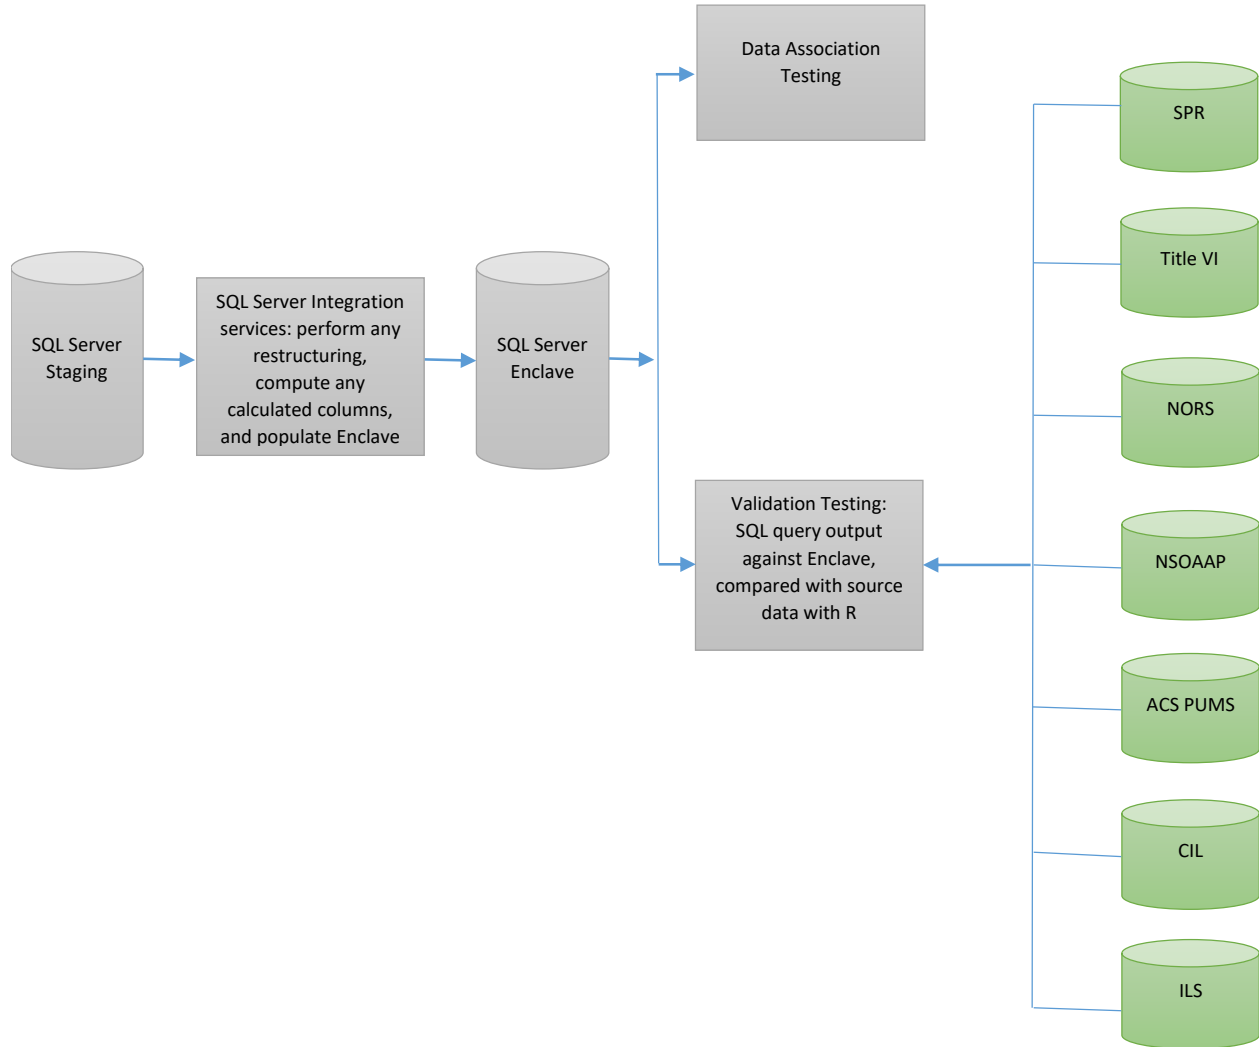 Data Association
Testing
SPR
Title VI
SQL Server
Staging
SQL Server Integration
services: perform any
restructuring,
compute any
calculated columns,
and populate Enclave
SQL Server
Enclave
NORS
Validation Testing:
SQL query output
against Enclave,
compared with source
data with R
NSOAAP
ACS PUMS
CIL
ILS